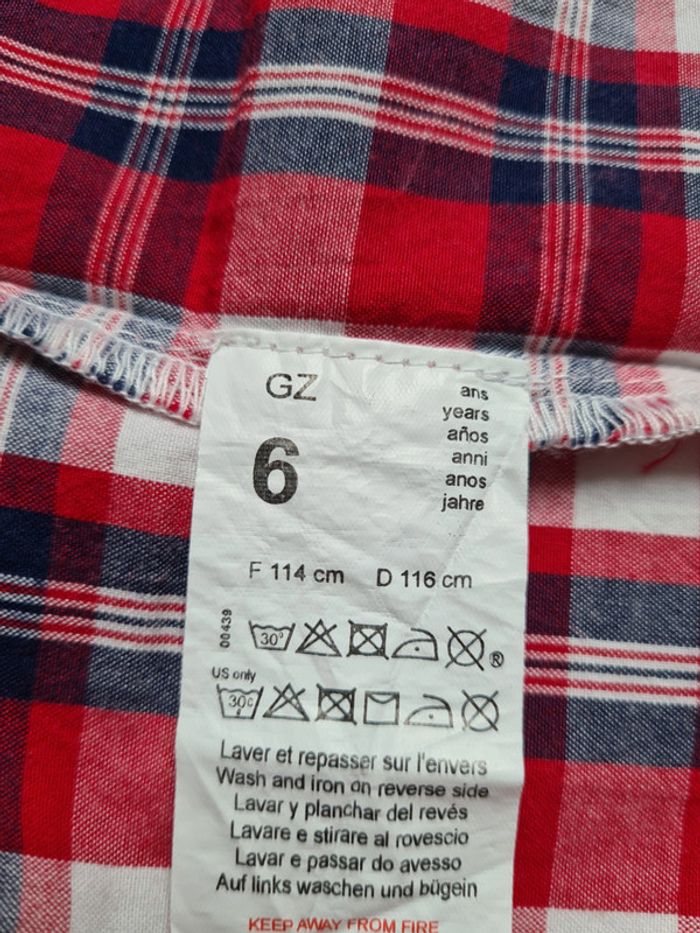 GZ
6
ans
years
años
anni
anos
jahre
F 114 cm D 116 cm
00439
30°
®
US only
30c
Laver et repasser sur l'envers
Wash and iron on reverse side
Lavar y planchar del revés
Lavare e stirare al rovescio
Lavar e passar do avesso
Auf links waschen und bügein
KEEP AWAY FROM FIRE